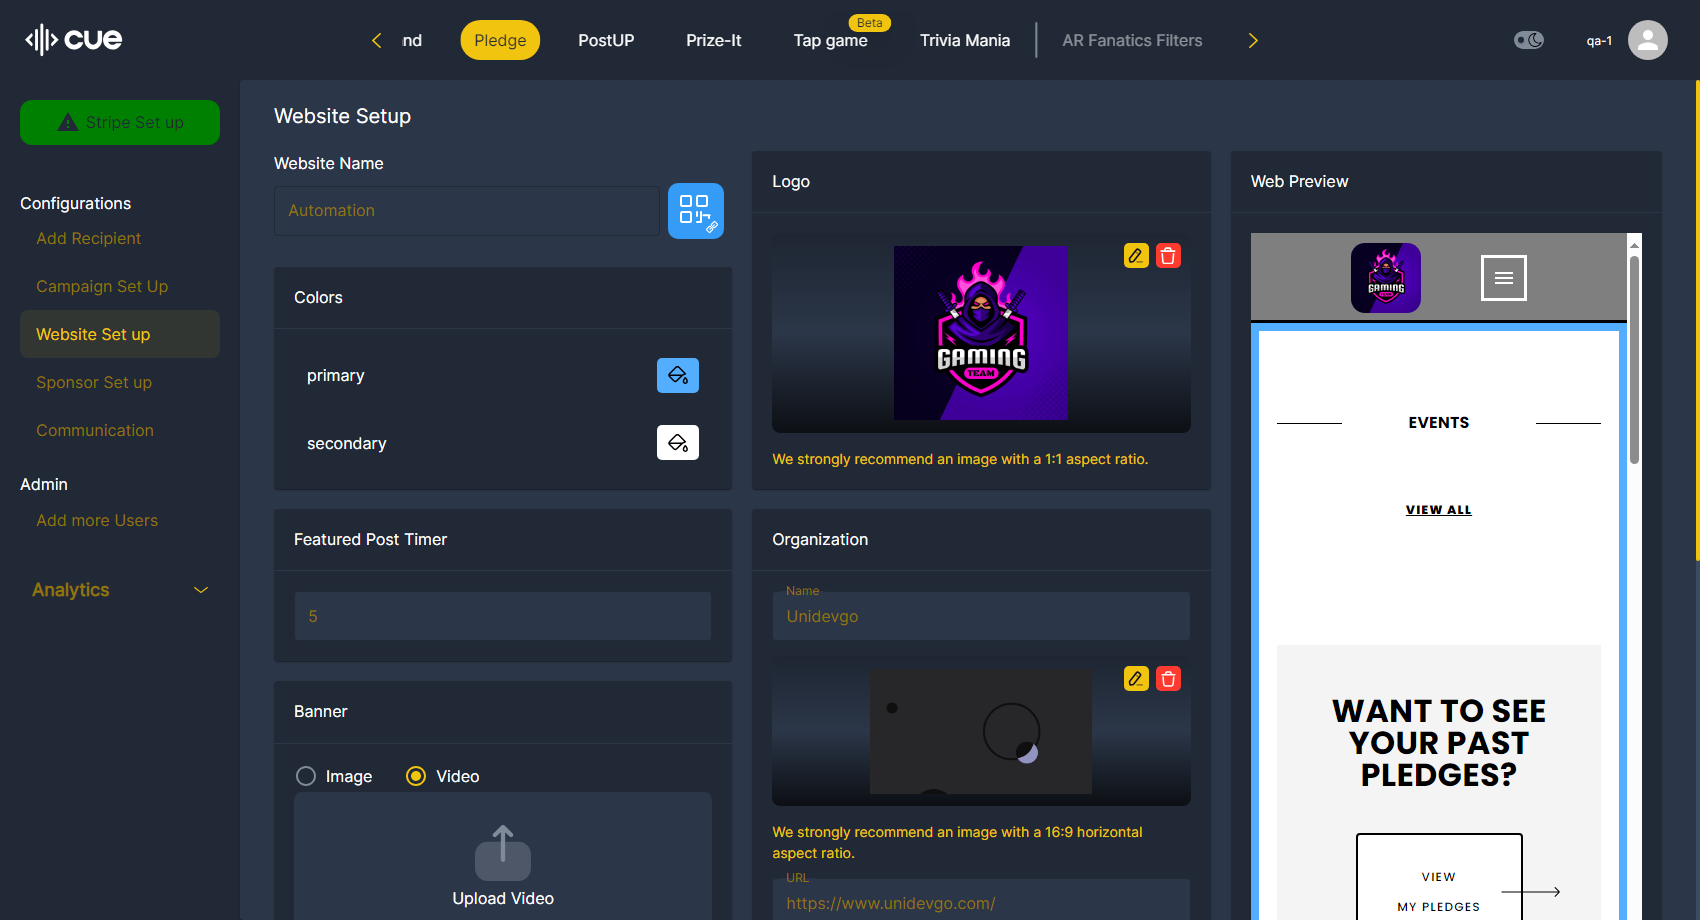 cue
nd
Pledge
PostUP
Prize-It
Beta
Tap game
Trivia Mania
AR Fanatics Filters
qa-1
Stripe Set up
Configurations
Add Recipient
Campaign Set Up
Website Set up
Sponsor Set up
Communication
Admin
Add more Users
Analytics
Website Setup
Website Name
Automation
Colors
primary
secondary
Featured Post Timer
5
Banner
Image
Video
Upload Video
Logo
GAMING
TEAM
We strongly recommend an image with a 1:1 aspect ratio.
Organization
Name
Unidevgo
We strongly recommend an image with a 16:9 horizontal
aspect ratio.
URL
https://www.unidevgo.com/
Web Preview
GAMING
TEAM
EVENTS
VIEW ALL
WANT TO SEE
YOUR PAST
PLEDGES?
VIEW
MY PLEDGES